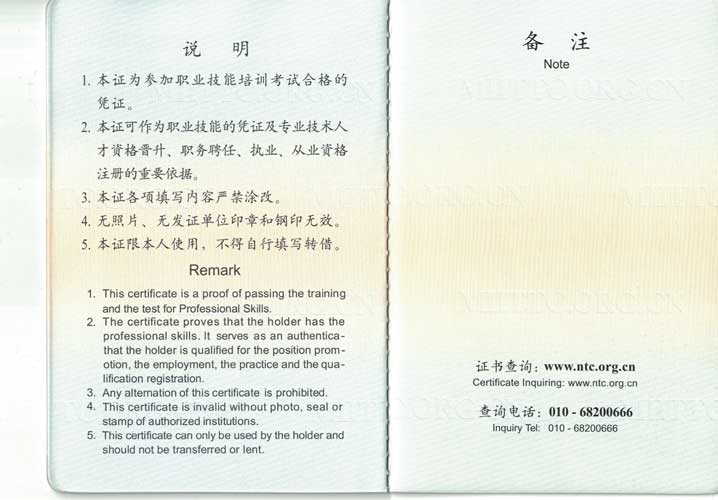 说 明
1. 本证为参加职业技能培训考试合格的
凭证。
2. 本证可作为职业技能的凭证及专业技术人
才资格晋升、职务聘任、执业、从业资格
注册的重要依据。
3. 本证各项填写内容严禁涂改。
4. 无照片、无发证单位印章和钢印无效。
5. 本证限本人使用，不得自行填写转借。
Remark
1. This certificate is a proof of passing the training
and the test for Professional Skills.
2. The certificate proves that the holder has the
professional skills. It serves as an authentica-
that the holder is qualified for the position prom-
otion, the employment, the practice and the qua-
lification registration.
3. Any alternation of this certificate is prohibited.
4. This certificate is invalid without photo, seal or
stamp of authorized institutions.
5. This certificate can only be used by the holder and
should not be transferred or lent.
备 注
Note
证书查询：www.ntc.org.cn
Certificate Inquiring: www.ntc.org.cn
查询电话：010 - 68200666
Inquiry Tel: 010 - 68200666